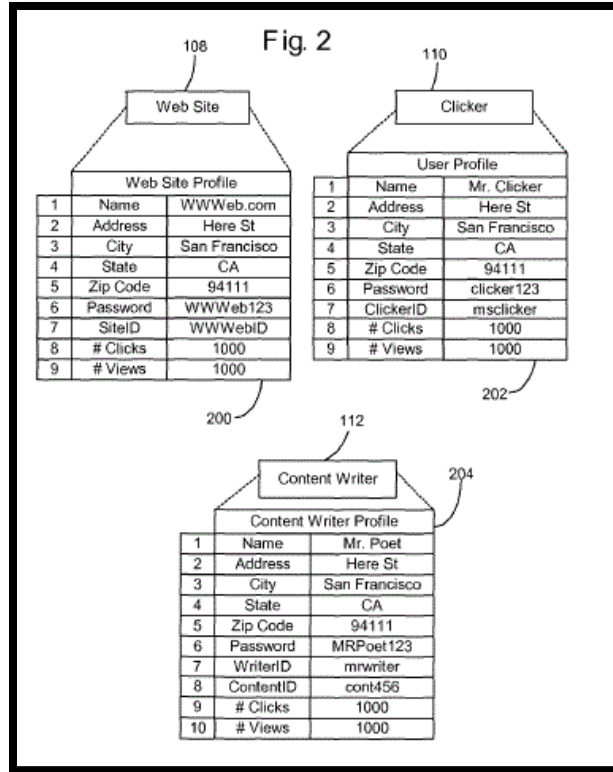 Fig. 2
108
Web Site
Web Site Profile
1 Name WWWeb.com
2 Address Here St
3 City San Francisco
4 State CA
5 Zip Code 94111
6 Password WWWeb123
7 SiteID WWWebID
8 # Clicks 1000
9 # Views 1000
200
110
Clicker
User Profile
1 Name Mr. Clicker
2 Address Here St
3 City San Francisco
4 State CA
5 Zip Code 94111
6 Password clicker123
7 ClickerID msclicker
8 # Clicks 1000
9 # Views 1000
202
112
Content Writer
204
Content Writer Profile
1 Name Mr. Poet
2 Address Here St
3 City San Francisco
4 State CA
5 Zip Code 94111
6 Password MRPoet123
7 WriterID mrwriter
8 ContentID cont456
9 # Clicks 1000
10 # Views 1000